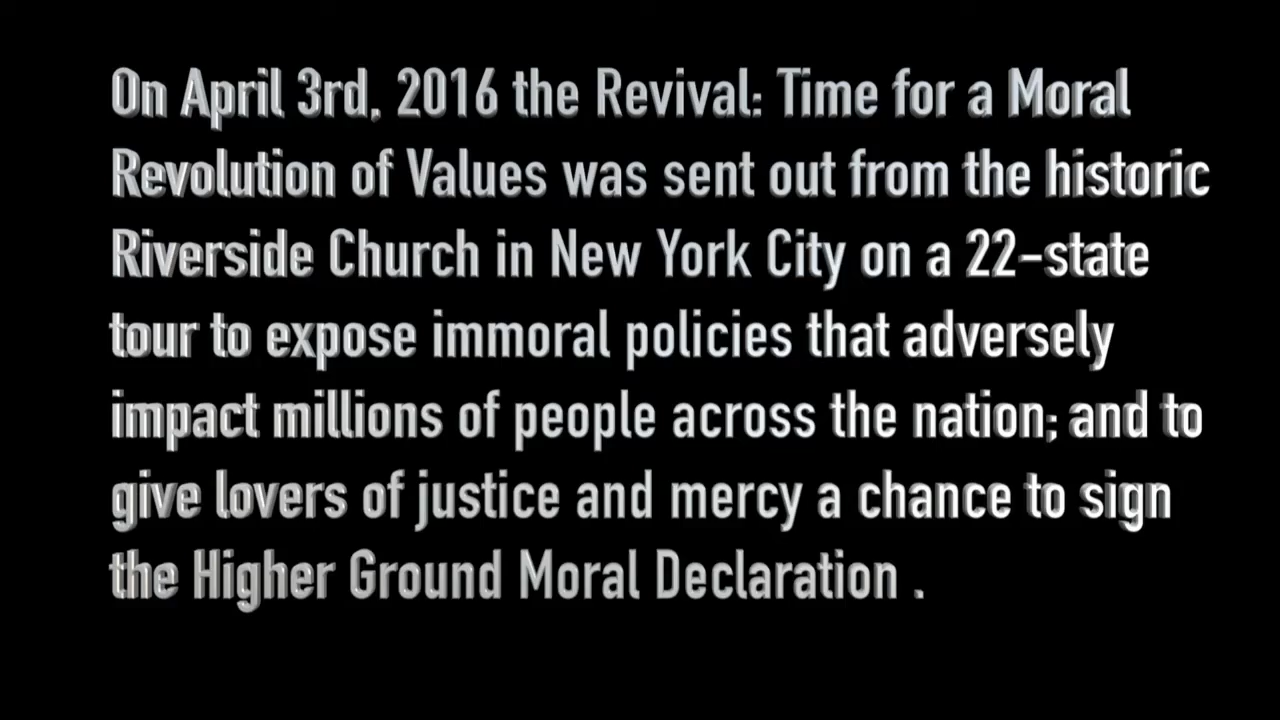 On April 3rd, 2016 the Revival: Time for a Moral
Revolution of Values was sent out from the historic
Riverside Church in New York City on a 22-state
tour to expose immoral policies that adversely
impact millions of people across the nation; and to
give lovers of justice and mercy a chance to sign
the Higher Ground Moral Declaration .